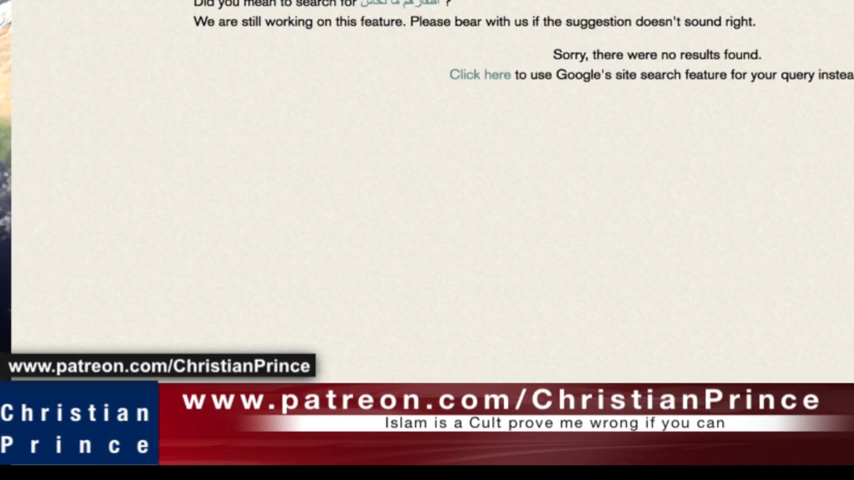 Did you mean to search for أظفارهم ما نحاس ?
We are still working on this feature. Please bear with us if the suggestion doesn't sound right.
Sorry, there were no results found.
Click here to use Google's site search feature for your query instea
www.patreon.com/ChristianPrince
Christian
Prince
www.patreon.com/ChristianPrince
Islam is a Cult prove me wrong if you can